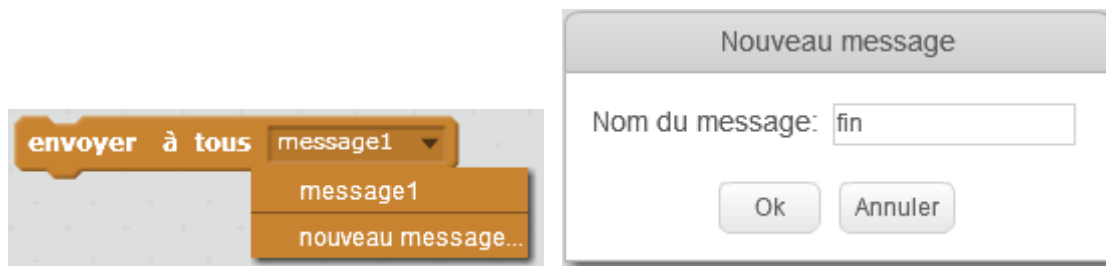 envoyer à tous message1
message1
nouveau message...
Nouveau message
Nom du message: fin
Ok Annuler